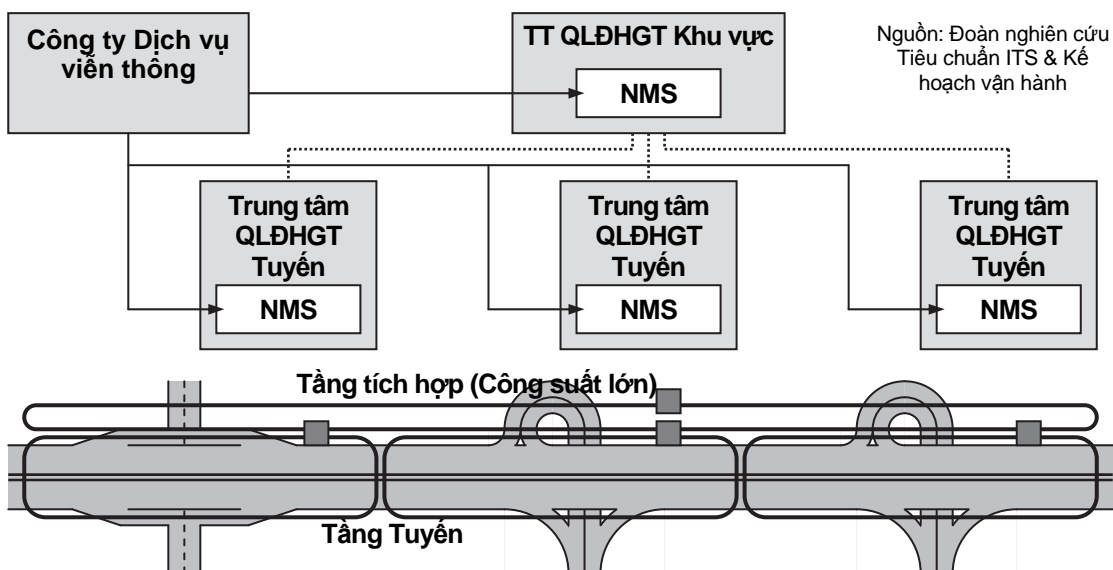 Công ty Dịch vụ
viễn thông
TT QLĐHGT Khu vực
NMS
Nguồn: Đoàn nghiên cứu
Tiêu chuẩn ITS & Kế
hoạch vận hành
Trung tâm
QLĐHGT
Tuyến
NMS
Trung tâm
QLĐHGT
Tuyến
NMS
Trung tâm
QLĐHGT
Tuyến
NMS
Tầng tích hợp (Công suất lớn)
Tầng Tuyến